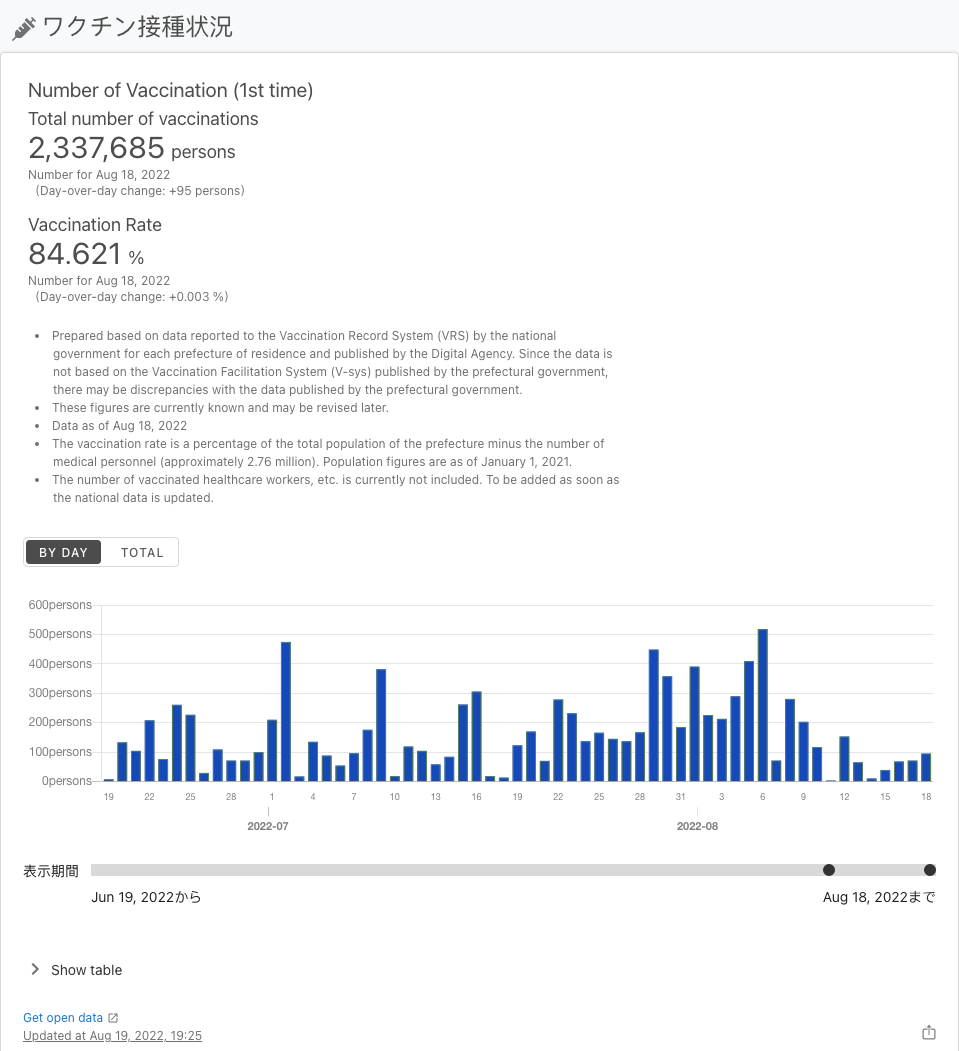 ワクチン接種状況
Number of Vaccination (1st time)
Total number of vaccinations
2,337,685 persons
Number for Aug 18, 2022
(Day-over-day change: +95 persons)
Vaccination Rate
84.621 %
Number for Aug 18, 2022
(Day-over-day change: +0.003 %)
• Prepared based on data reported to the Vaccination Record System (VRS) by the national
government for each prefecture of residence and published by the Digital Agency. Since the data is
not based on the Vaccination Facilitation System (V-sys) published by the prefectural government,
there may be discrepancies with the data published by the prefectural government.
• These figures are currently known and may be revised later.
• Data as of Aug 18, 2022
• The vaccination rate is a percentage of the total population of the prefecture minus the number of
medical personnel (approximately 2.76 million). Population figures are as of January 1, 2021.
• The number of vaccinated healthcare workers, etc. is currently not included. To be added as soon as
the national data is updated.
BY DAY TOTAL
600persons
500persons
400persons
300persons
200persons
100persons
0persons
19 22 25 28 1 4 7 10 13 16 19 22 25 28 31 3 6 9 12 15 18
2022-07 2022-08
表示期間
Jun 19, 2022から Aug 18, 2022まで
Show table
Get open data
Updated at Aug 19, 2022, 19:25